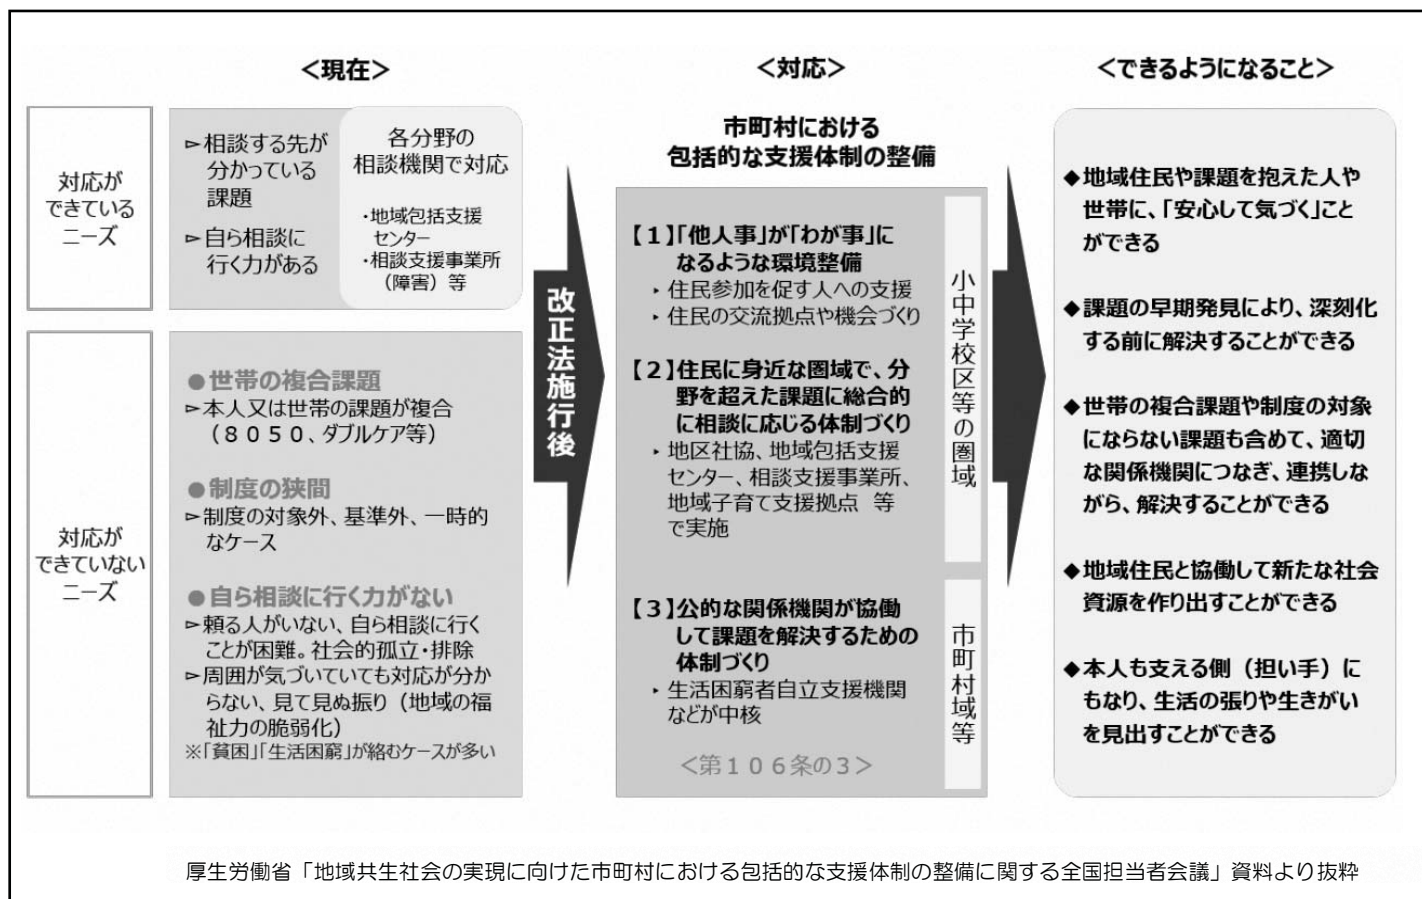 <現在>
対応が
できている
ニーズ
▻相談する先が
分かっている
課題
▻自ら相談に
行く力がある
各分野の
相談機関で対応
・地域包括支援
センター
・相談支援事業所
（障害）等
対応が
できていない
ニーズ
●世帯の複合課題
▻本人又は世帯の課題が複合
（８０５０、ダブルケア等）
●制度の狭間
▻制度の対象外、基準外、一時的
なケース
●自ら相談に行く力がない
▻頼る人がいない、自ら相談に行く
ことが困難。社会的孤立・排除
▻周囲が気づいていても対応が分か
らない、見て見ぬ振り（地域の福
祉力の脆弱化）
※「貧困」「生活困窮」が絡むケースが多い
改正法施行後
<対応>
市町村における
包括的な支援体制の整備
【１】「他人事」が「わが事」に
なるような環境整備
‣ 住民参加を促す人への支援
‣ 住民の交流拠点や機会づくり
【２】住民に身近な圏域で、分
野を超えた課題に総合的
に相談に応じる体制づくり
‣ 地区社協、地域包括支援
センター、相談支援事業所、
地域子育て支援拠点　等
で実施
小中学校区等の圏域
【３】公的な関係機関が協働
して課題を解決するための
体制づくり
‣ 生活困窮者自立支援機関
などが中核
<第１０６条の３>
市町村域等
<できるようになること>
◆地域住民や課題を抱えた人や
世帯に、「安心して気づく」こと
ができる
◆課題の早期発見により、深刻化
する前に解決することができる
◆世帯の複合課題や制度の対象
にならない課題も含めて、適切
な関係機関につなぎ、連携しな
がら、解決することができる
◆地域住民と協働して新たな社会
資源を作り出すことができる
◆本人も支える側（担い手）に
もなり、生活の張りや生きがい
を見出すことができる
厚生労働省「地域共生社会の実現に向けた市町村における包括的な支援体制の整備に関する全国担当者会議」資料より抜粋